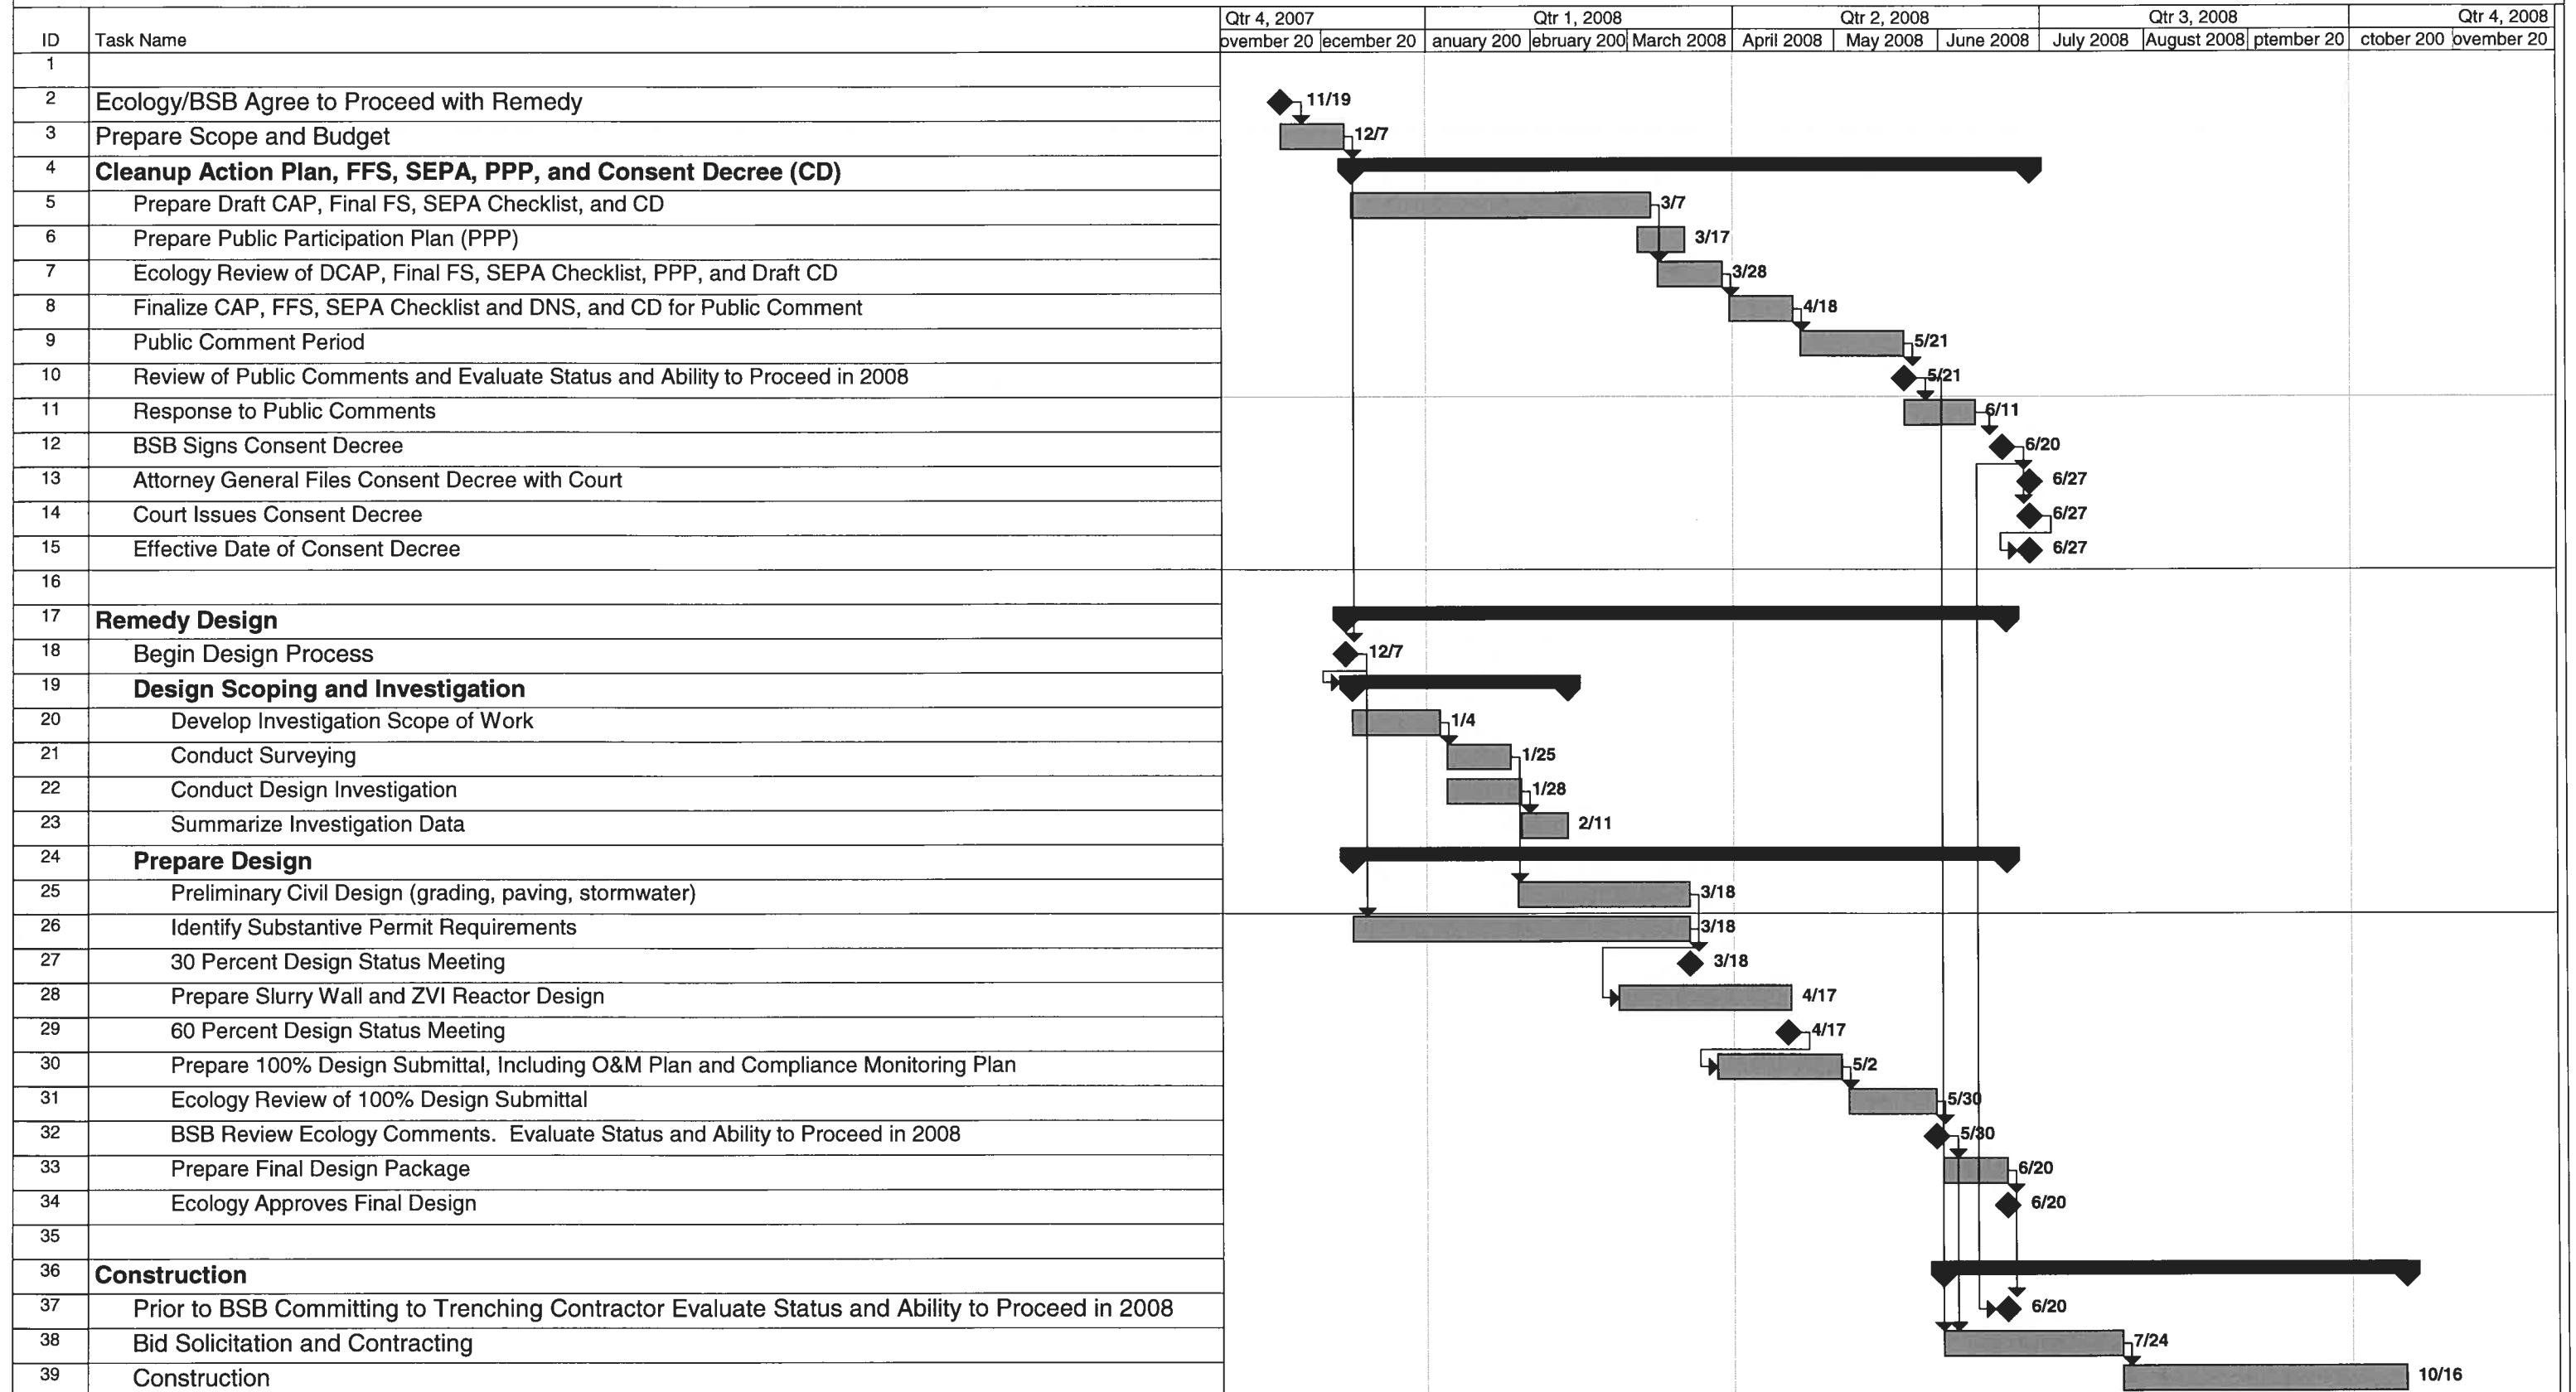 Qtr 4, 2007 Qtr 1, 2008 Qtr 2, 2008 Qtr 3, 2008 Qtr 4, 2008
ID Task Name ovember 20 ecember 20 anuary 200 ebruary 200 March 2008 April 2008 May 2008 June 2008 July 2008 August 2008 ptember 20 ctober 200 ovember 20
1
2 Ecology/BSB Agree to Proceed with Remedy 11/19
3 Prepare Scope and Budget 12/7
4 Cleanup Action Plan, FFS, SEPA, PPP, and Consent Decree (CD)
5 Prepare Draft CAP, Final FS, SEPA Checklist, and CD 3/7
6 Prepare Public Participation Plan (PPP) 3/17
7 Ecology Review of DCAP, Final FS, SEPA Checklist, PPP, and Draft CD 3/28
8 Finalize CAP, FFS, SEPA Checklist and DNS, and CD for Public Comment 4/18
9 Public Comment Period 5/21
10 Review of Public Comments and Evaluate Status and Ability to Proceed in 2008 5/21
11 Response to Public Comments 6/11
12 BSB Signs Consent Decree 6/20
13 Attorney General Files Consent Decree with Court 6/27
14 Court Issues Consent Decree 6/27
15 Effective Date of Consent Decree 6/27
16
17 Remedy Design
18 Begin Design Process 12/7
19 Design Scoping and Investigation
20 Develop Investigation Scope of Work 1/4
21 Conduct Surveying 1/25
22 Conduct Design Investigation 1/28
23 Summarize Investigation Data 2/11
24 Prepare Design
25 Preliminary Civil Design (grading, paving, stormwater) 3/18
26 Identify Substantive Permit Requirements 3/18
27 30 Percent Design Status Meeting 3/18
28 Prepare Slurry Wall and ZVI Reactor Design 4/17
29 60 Percent Design Status Meeting 4/17
30 Prepare 100% Design Submittal, Including O&M Plan and Compliance Monitoring Plan 5/2
31 Ecology Review of 100% Design Submittal 5/30
32 BSB Review Ecology Comments. Evaluate Status and Ability to Proceed in 2008 5/30
33 Prepare Final Design Package 6/20
34 Ecology Approves Final Design 6/20
35
36 Construction
37 Prior to BSB Committing to Trenching Contractor Evaluate Status and Ability to Proceed in 2008 6/20
38 Bid Solicitation and Contracting 7/24
39 Construction 10/16